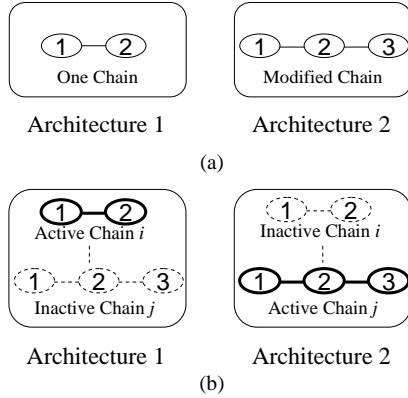 1 2
1 2 3
One Chain
Modified Chain
Architecture 1
Architecture 2
(a)
1 2
Active Chain i
1 2 3
Inactive Chain j
1 2
Inactive Chain i
1 2 3
Active Chain j
Architecture 1
Architecture 2
(b)